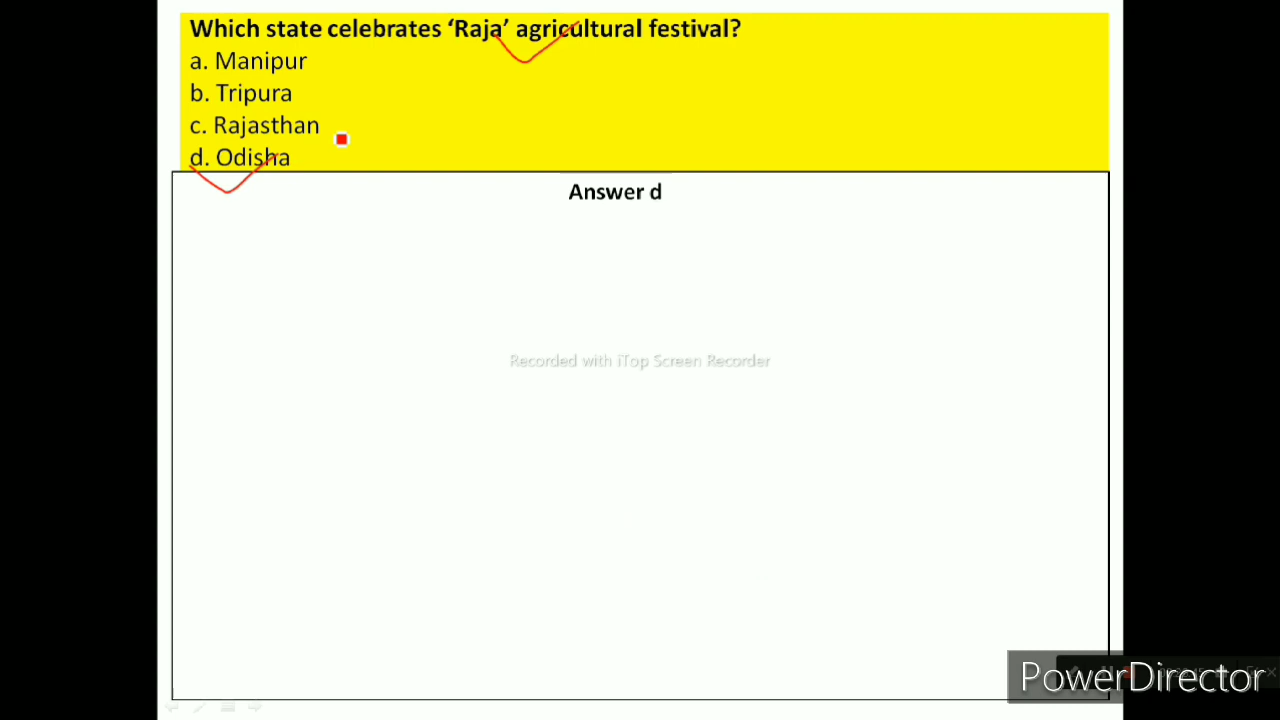 Which state celebrates ‘Raja’ agricultural festival?
a. Manipur
b. Tripura
c. Rajasthan
d. Odisha
Answer d
Recorded with iTop Screen Recorder
PowerDirector